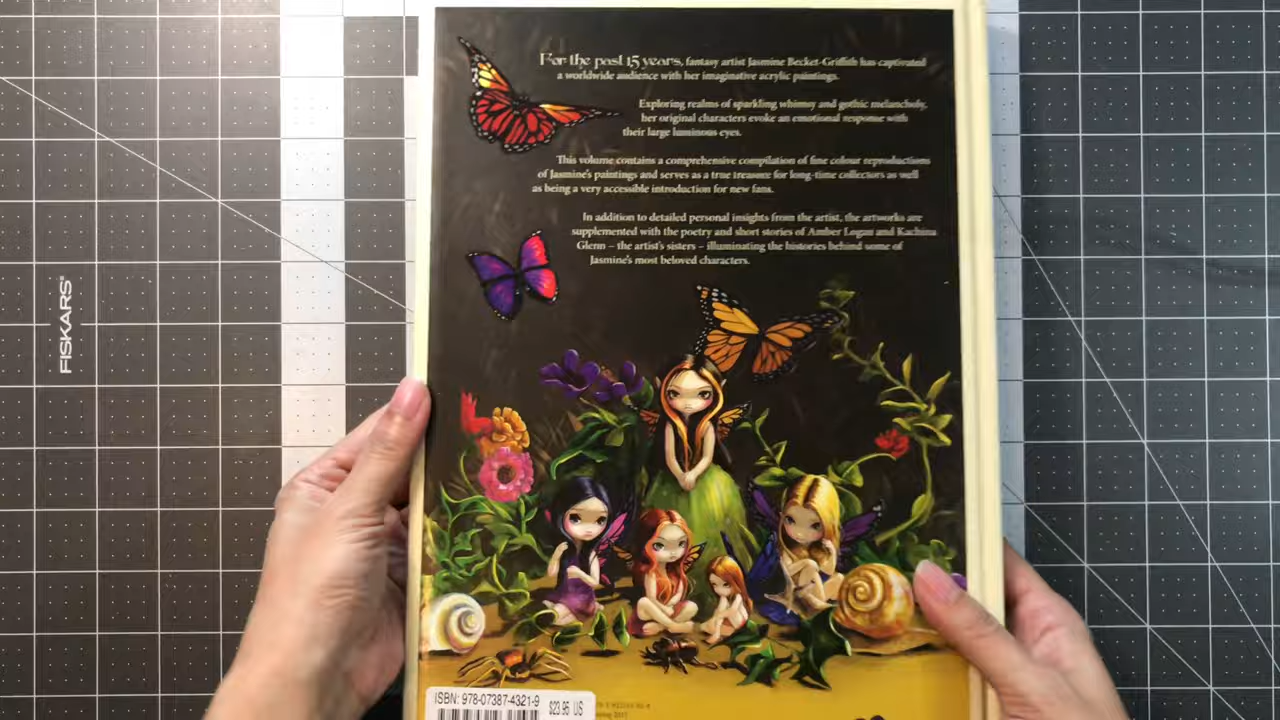 For the past 15 years, fantasy artist Jasmine Becket-Griffith has captivated
a worldwide audience with her imaginative acrylic paintings.
Exploring realms of sparkling whimsy and gothic melancholy,
her original characters evoke an emotional response with
their large luminous eyes.
This volume contains a comprehensive compilation of fine colour reproductions
of Jasmine's paintings and serves as a true treasure for long-time collectors as well
as being a very accessible introduction for new fans.
In addition to detailed personal insights from the artist, the artworks are
supplemented with the poetry and short stories of Amber Logan and Kachina
Glenn – the artist's sisters – illuminating the histories behind some of
Jasmine's most beloved characters.
FISKARS®
ISBN: 978-07387-4321-9
$23.95 US